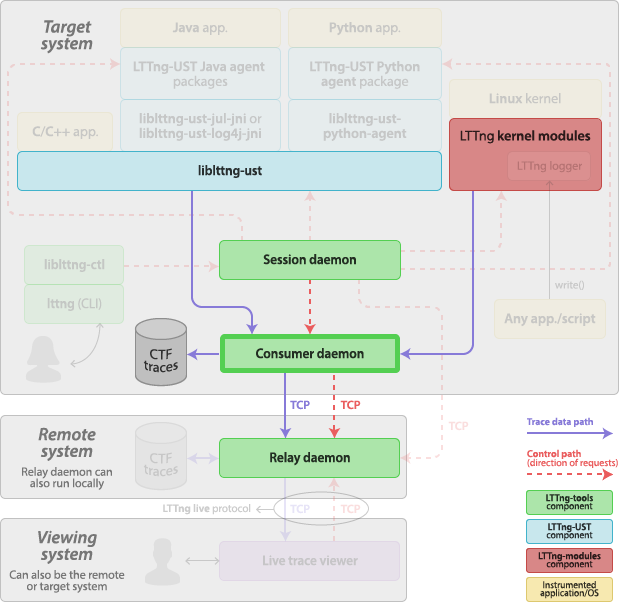 Target
system
Java app.
Python app.
LTTng-UST Java agent
packages
LTTng-UST Python
agent package
Linux kernel
C/C++ app.
liblttng-ust-jul-jni or
liblttng-ust-log4j-jni
liblttng-ust-
python-agent
LTTng kernel modules
LTTng logger
liblttng-ust
Session daemon
liblttng-ctl
lttng (CLI)
write()
Any app./script
CTF
traces
Consumer daemon
TCP
TCP
TCP
Remote
system
Relay daemon can
also run locally
CTF
traces
Relay daemon
LTTng live protocol
TCP
TCP
Viewing
system
Can also be the remote
or target system
Live trace viewer
Trace data path
Control path
(direction of requests)
LTTng-tools
component
LTTng-UST
component
LTTng-modules
component
Instrumented
application/OS